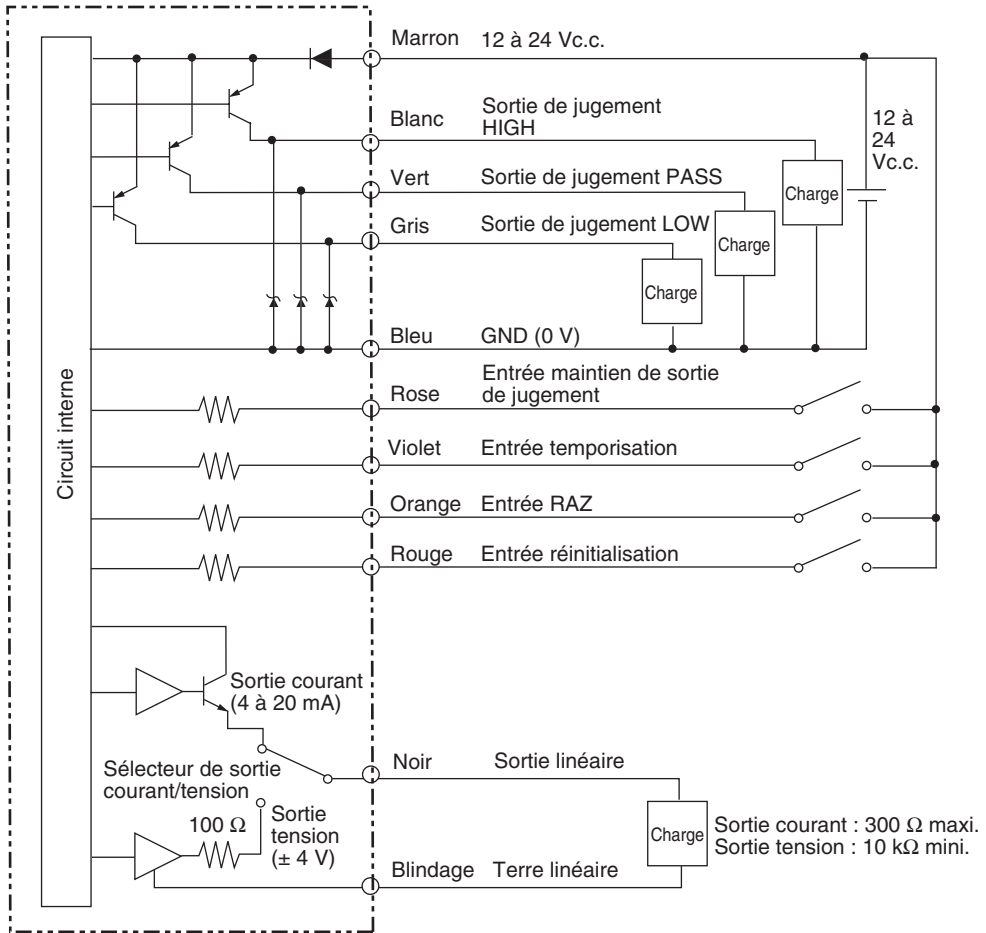 Marron 12 à 24 Vc.c.
Blanc Sortie de jugement
HIGH
12 à
24
Vc.c.
Charge
Vert Sortie de jugement PASS
Charge
Gris Sortie de jugement LOW
Charge
Bleu GND (0 V)
Circuit interne
Rose Entrée maintien de sortie
de jugement
Violet Entrée temporisation
Orange Entrée RAZ
Rouge Entrée réinitialisation
Sortie courant
(4 à 20 mA)
Noir Sortie linéaire
Sélecteur de sortie
courant/tension
100 Ω
Sortie
tension
(± 4 V)
Charge
Sortie courant : 300 Ω maxi.
Sortie tension : 10 kΩ mini.
Blindage Terre linéaire